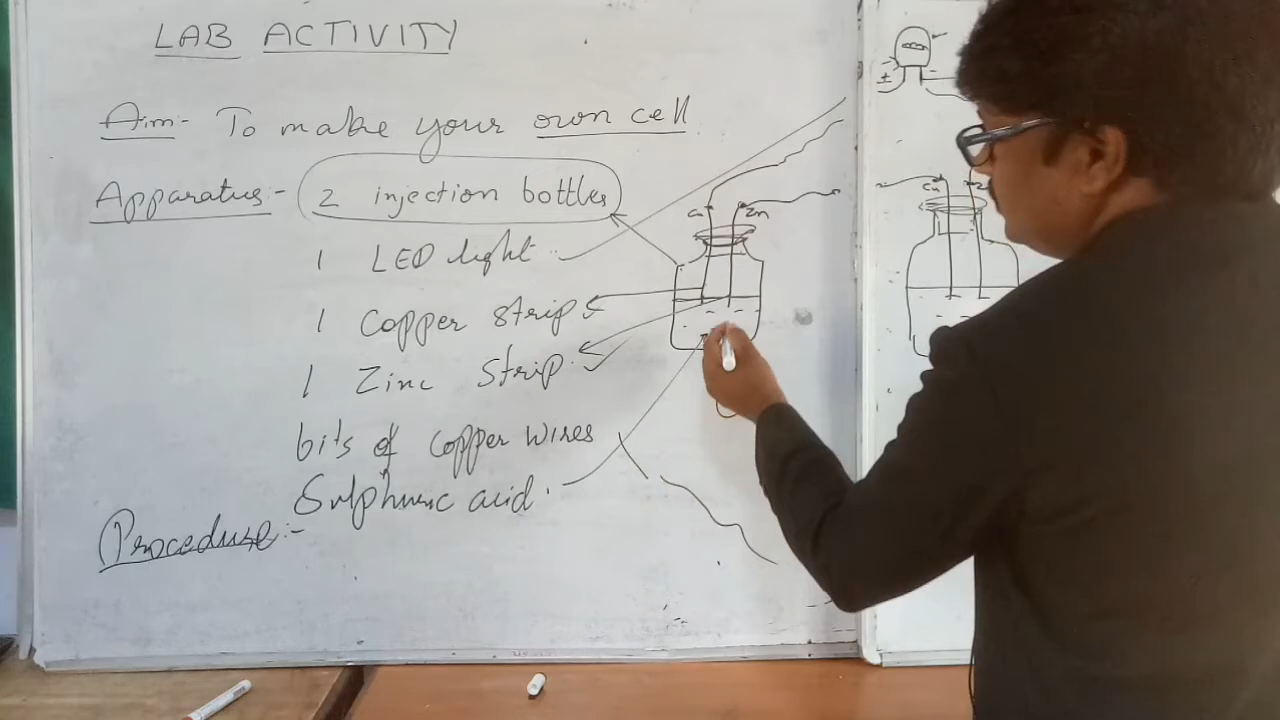 LAB ACTIVITY
Aim:- To make your own cell
Apparatus:- 2 injection bottles
1 LED light
1 Copper strip
1 Zinc strip
bits of copper wires
Sulphuric acid.
Procedure:-
Cu
Zn
Cu